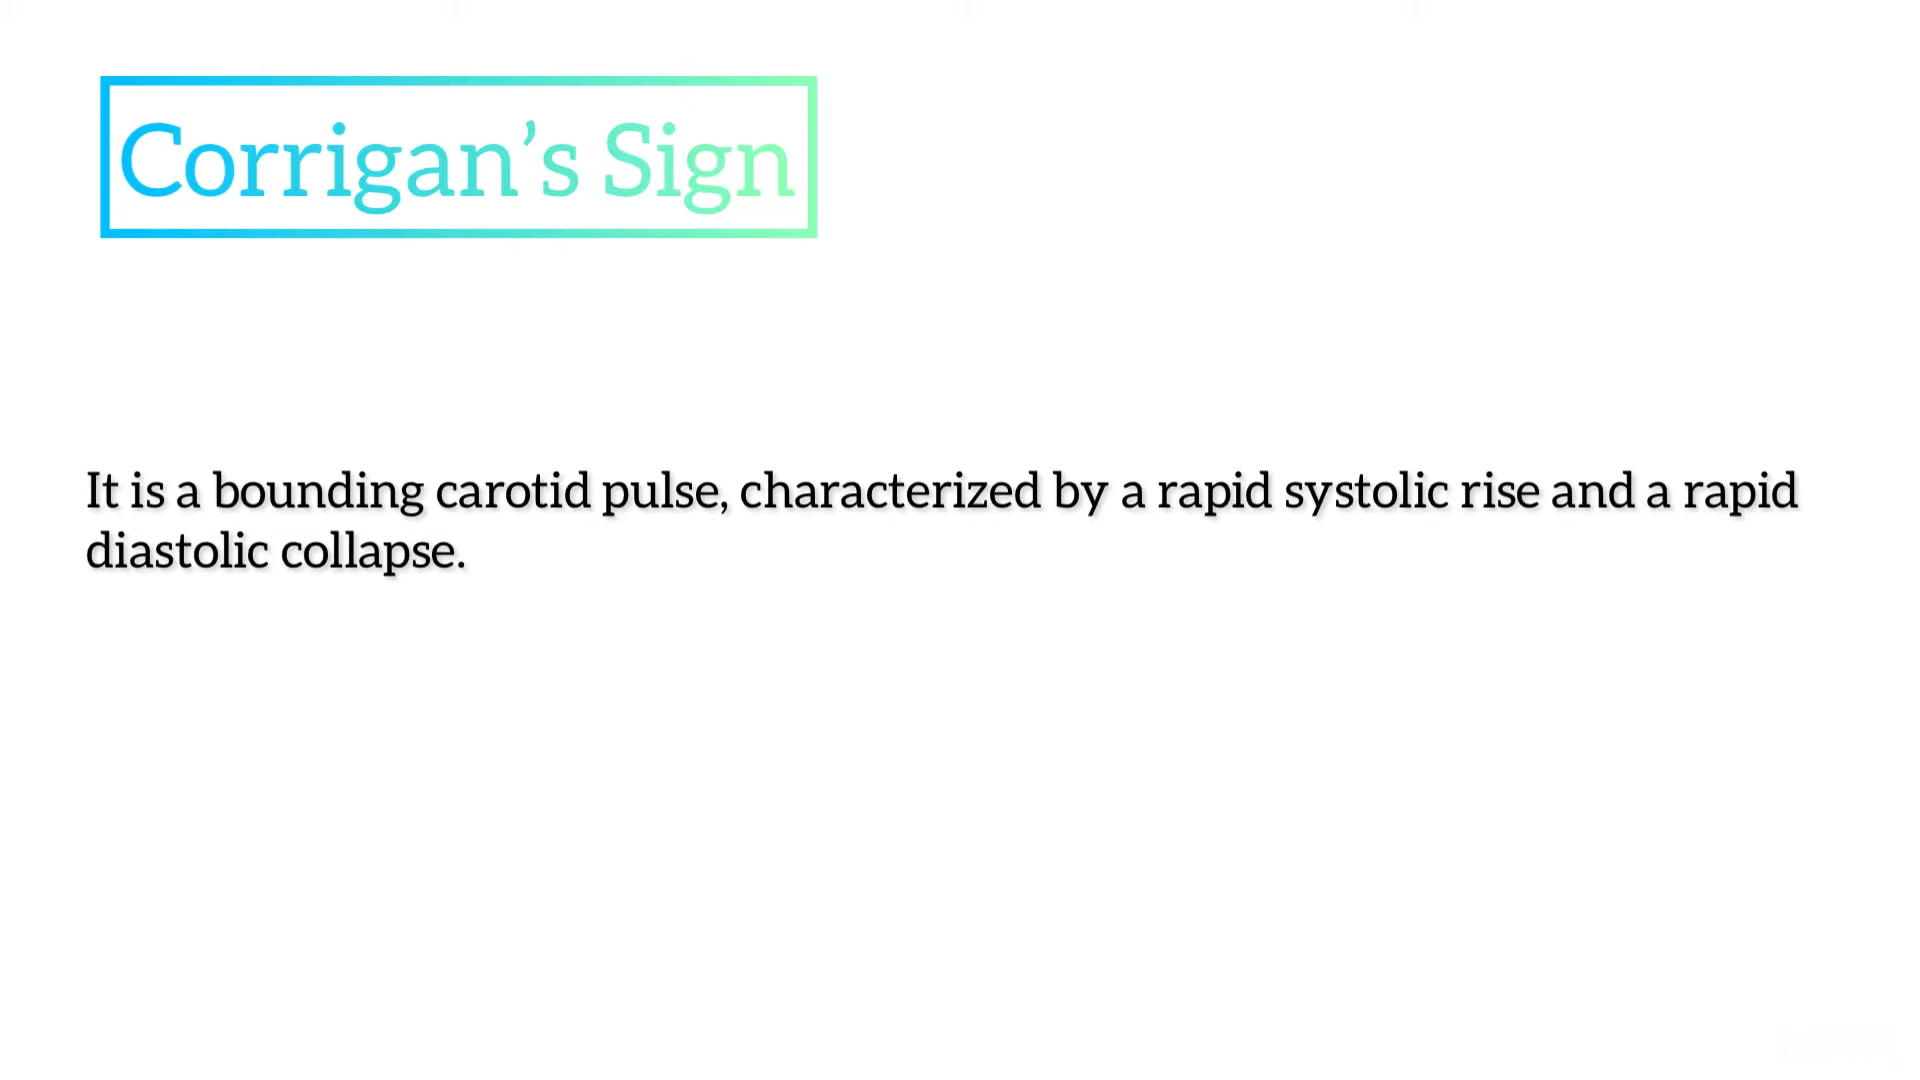 Corrigan’s Sign
It is a bounding carotid pulse, characterized by a rapid systolic rise and a rapid
diastolic collapse.